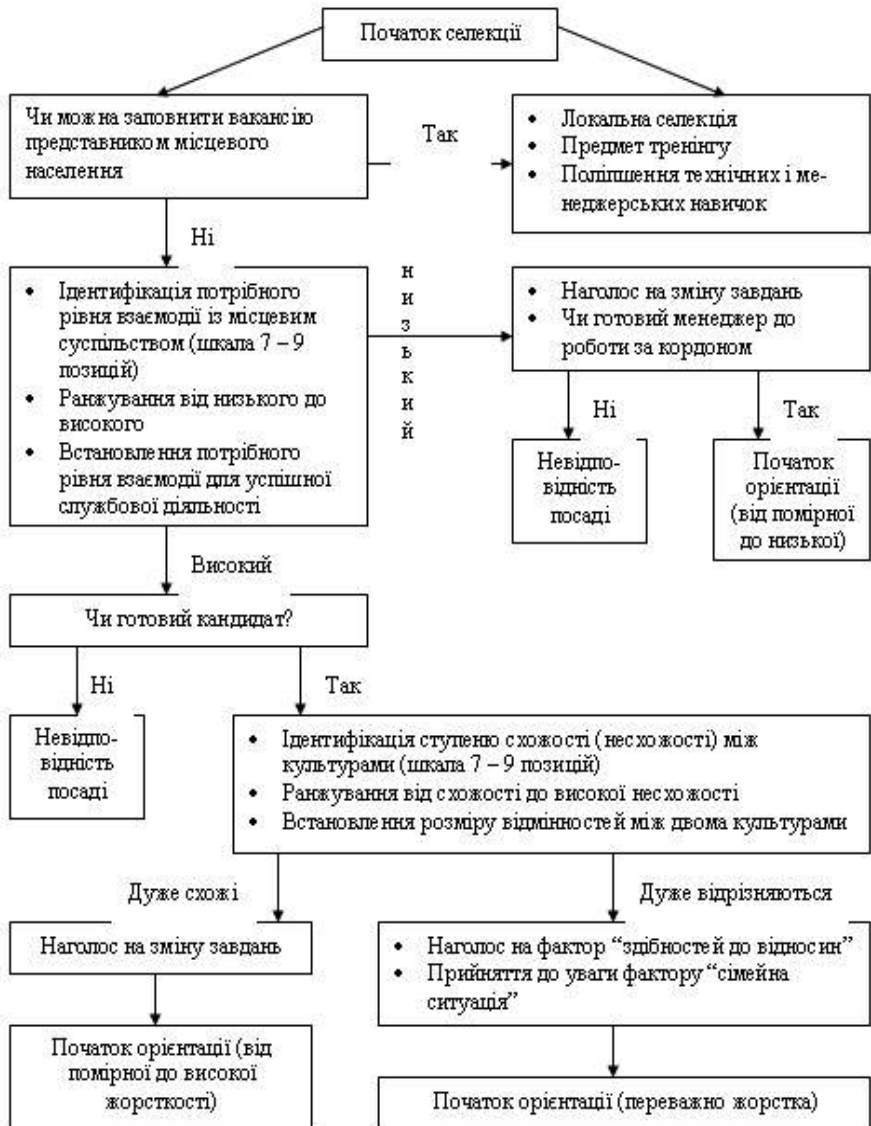 Початок селекції
Чи можна заповнити вакансію
представником місцевого
населення
Так
• Локальна селекція
• Предмет тренінгу
• Поліпшення технічних і ме-
неджерських навичок
Ні
• Ідентифікація потрібного
рівня взаємодії із місцевим
суспільством (шкала 7 – 9
позицій)
• Ранжування від низького до
високого
• Встановлення потрібного
рівня взаємодії для успішної
службової діяльності
н
и
з
ь
к
и
й
• Наголос на зміну завдань
• Чи готовий менеджер до
роботи за кордоном
Ні
Так
Невідпо-
відність
посаді
Початок
орієнтації
(від помірної
до низької)
Високий
Чи готовий кандидат?
Ні
Так
Невідпо-
відність
посаді
• Ідентифікація ступеню схожості (несхожості) між
культурами (шкала 7 – 9 позицій)
• Ранжування від схожості до високої несхожості
• Встановлення розміру відмінностей між двома культурами
Дуже схожі
Дуже відрізняються
Наголос на зміну завдань
• Наголос на фактор “здібностей до відносин”
• Прийняття до уваги фактору “сімейна
ситуація”
Початок орієнтації (від
помірної до високої
жорсткості)
Початок орієнтації (переважно жорстка)